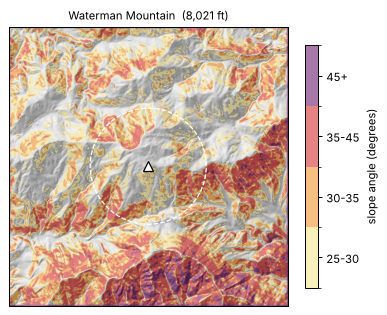 Waterman Mountain  (8,021 ft)
45+
35-45
30-35
25-30
slope angle (degrees)